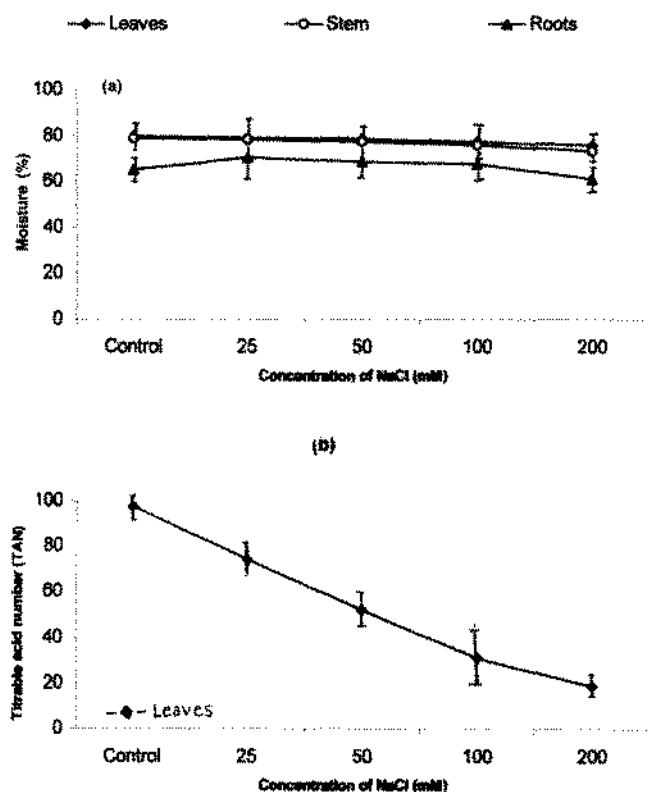 Leaves Stem Roots
(a)
100
80
60
40
20
0
Moisture (%)
Control 25 50 100 200
Concentration of NaCl (mM)
(b)
100
80
60
40
20
0
Titrable acid number (TAN)
Leaves
Control 25 50 100 200
Concentration of NaCl (mM)